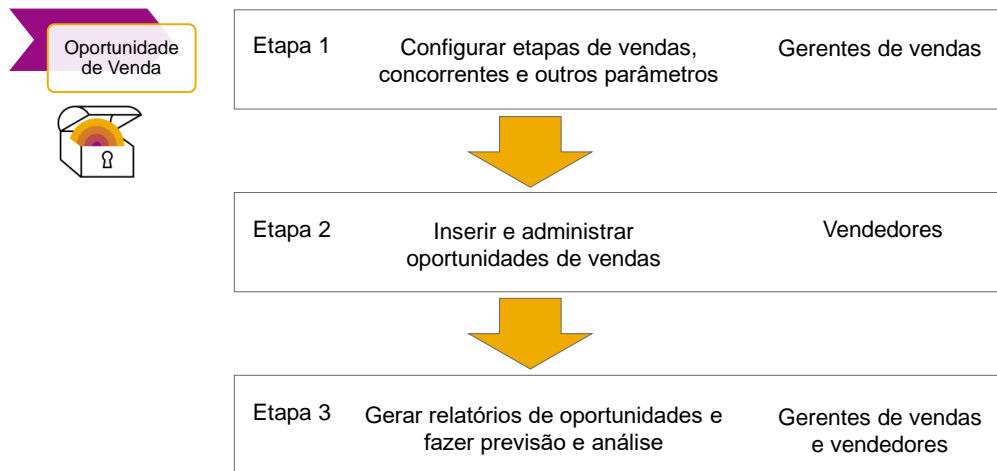 Oportunidade
de Venda
Etapa 1
Configurar etapas de vendas,
concorrentes e outros parâmetros
Gerentes de vendas
Etapa 2
Inserir e administrar
oportunidades de vendas
Vendedores
Etapa 3
Gerar relatórios de oportunidades e
fazer previsão e análise
Gerentes de vendas
e vendedores